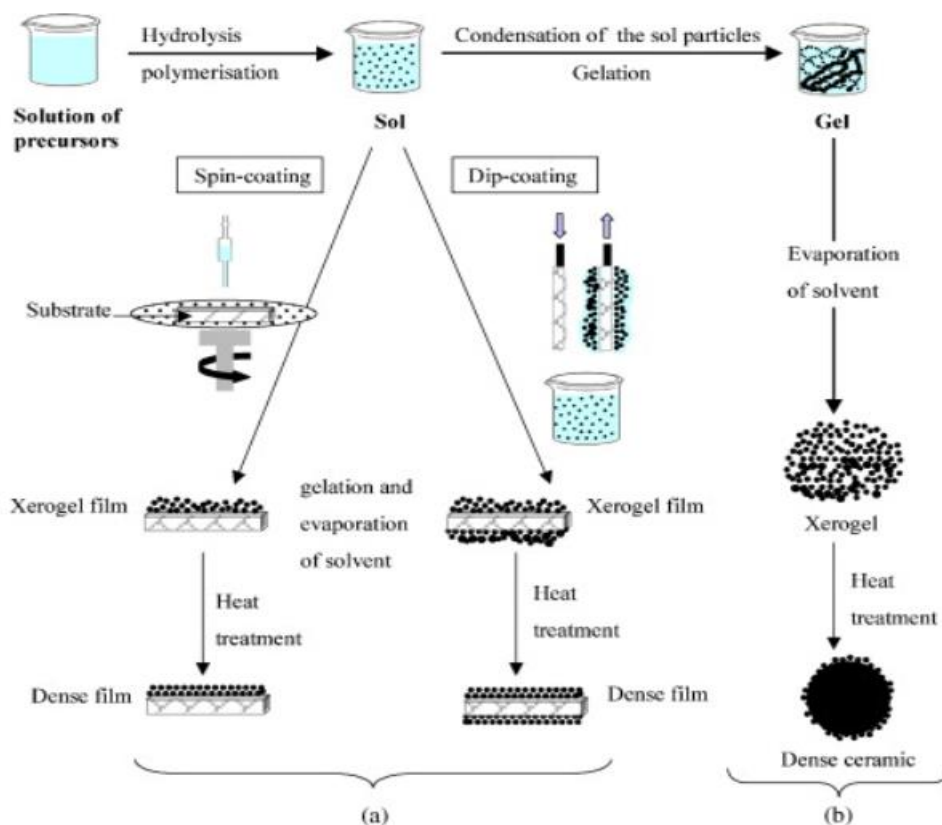 Hydrolysis
polymerisation
Condensation of the sol particles
Gelation
Solution of
precursors
Sol
Gel
Spin-coating
Dip-coating
Substrate
Evaporation
of solvent
Xerogel film
gelation and
evaporation
of solvent
Xerogel film
Xerogel
Heat
treatment
Heat
treatment
Heat
treatment
Dense film
Dense film
Dense ceramic
(a)
(b)